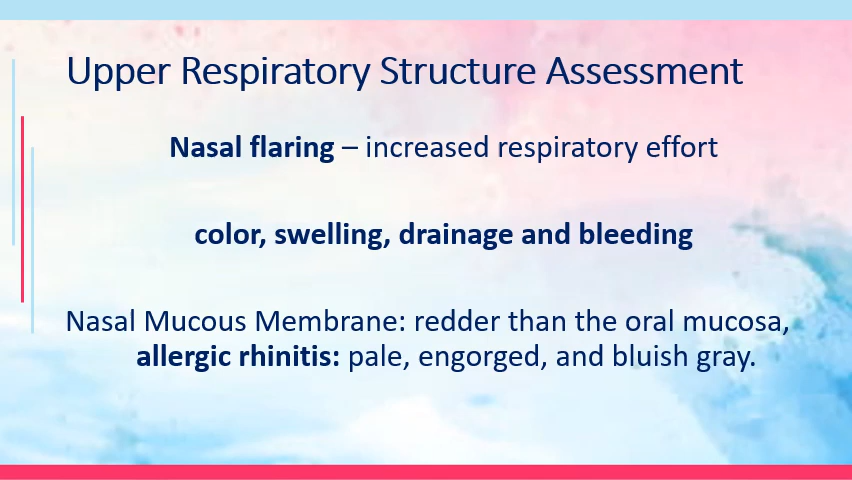 Upper Respiratory Structure Assessment
Nasal flaring – increased respiratory effort
color, swelling, drainage and bleeding
Nasal Mucous Membrane: redder than the oral mucosa,
allergic rhinitis: pale, engorged, and bluish gray.